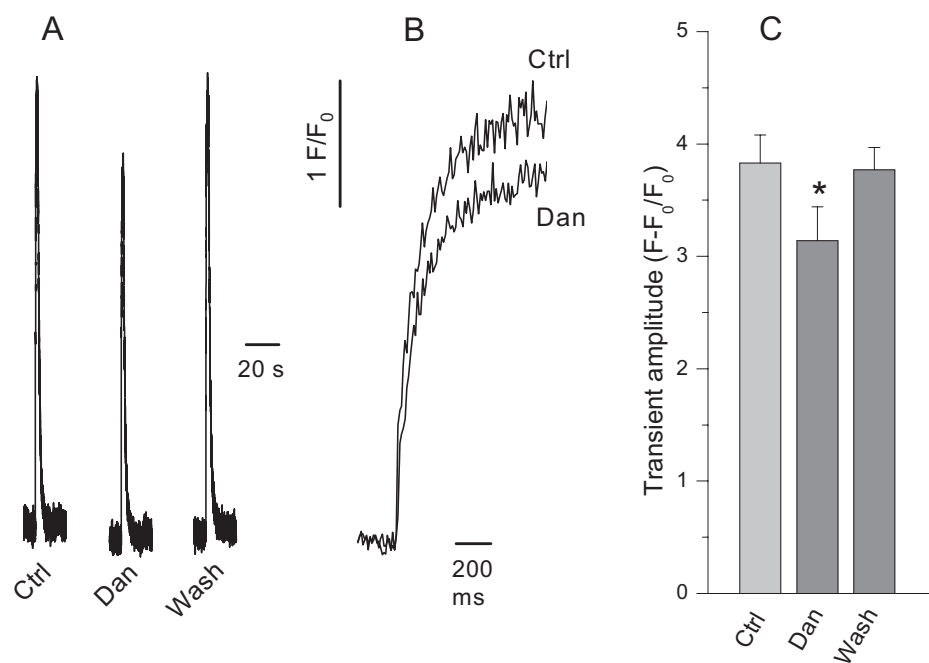 A
B
C
Ctrl
Dan
1 F/F0
20 s
200
ms
Ctrl
Dan
Wash
Transient amplitude (F-F0/F0)
5
4
3
2
1
0
*
Ctrl
Dan
Wash